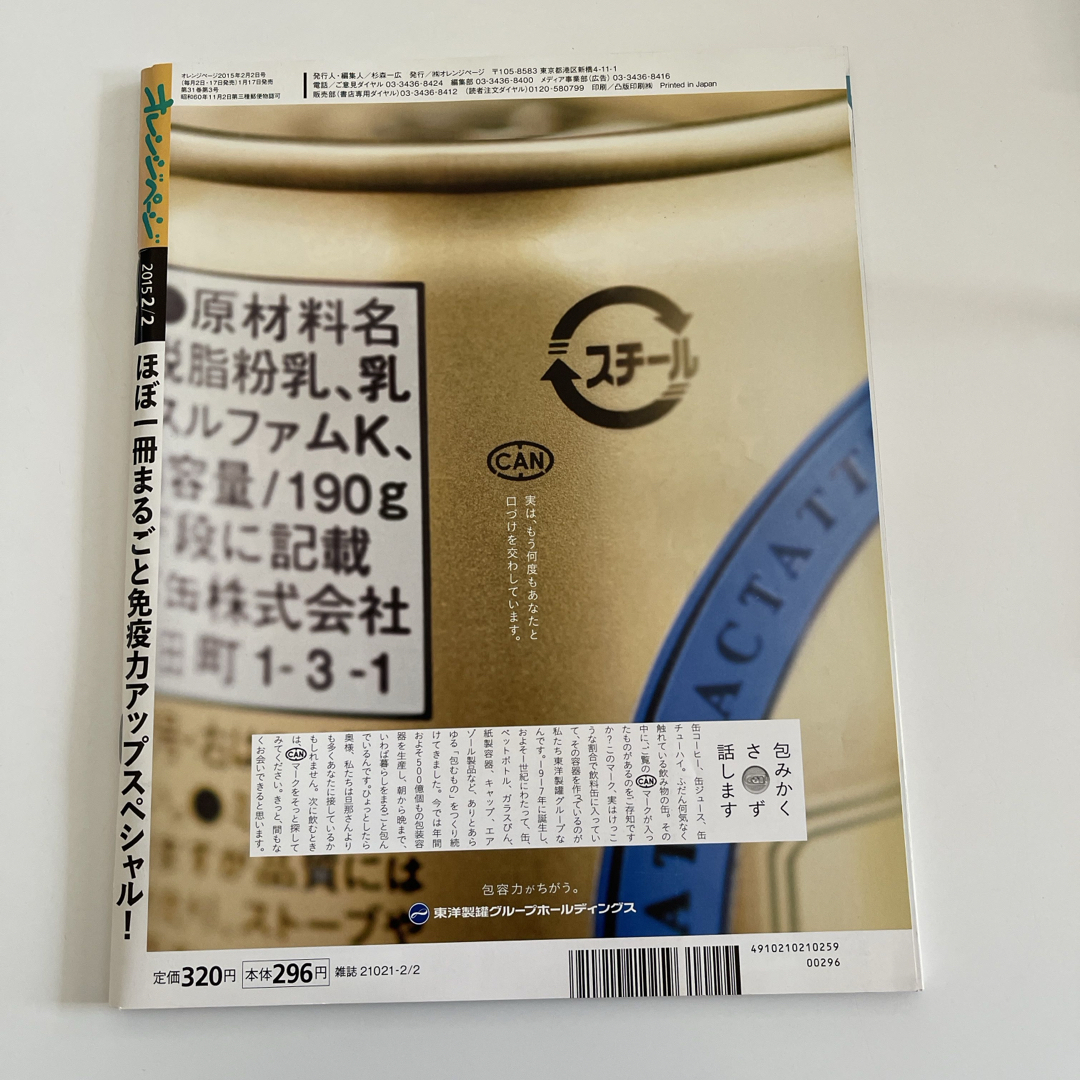 オレンジページ2015年2月2日号
(毎月2日・17日発売)1月17日発売
第31巻第3号
昭和60年11月2日第三種郵便物認可
発行人・編集人／杉森一広　発行／㈱オレンジページ　〒105-8583 東京都港区新橋4-11-1
電話／ご意見ダイヤル 03-3436-8424　編集部 03-3436-8400　メディア事業部(広告) 03-3436-8416
販売部(書店専用ダイヤル)03-3436-8412　(読者注文ダイヤル)0120-580799　印刷／凸版印刷㈱　Printed in Japan
オレンジページ
2015 2/2
ほぼ一冊まるごと免疫力アップスペシャル!
●原材料名
脱脂粉乳、乳
スルファムK、
容量/190g
段に記載
缶株式会社
田町1-3-1
スチール
CAN
実は、もう何度もあなたと
口づけを交わしています。
ACTATT
包みかく
さず
話します
缶コーヒー、缶ジュース、缶
チューハイ。ふだん何気なく
触れている飲み物の缶。その
中に、ご覧のCANマークが入っ
たものがあるのをご存知です
か?このマーク、実はけっこ
うな割合で飲料缶に入ってい
て、その容器を作っているのが
私たち東洋製罐グループな
んです。1917年に誕生し、
およそ1世紀にわたって、缶、
ペットボトル、ガラスびん、
紙製容器、キャップ、エア
ゾール製品など、ありとあら
ゆる「包むもの」をつくり続
けてきました。今では年間
およそ500億個もの包装容
器を生産し、朝から晩まで、
いわば暮らしをまるごと包ん
でいるんです。ひょっとしたら
奥様、私たちは旦那さんより
も多くあなたに接しているか
もしれません。次に飲むとき
は、CANマークをそっと探して
みてください。きっと、間もな
くお会いできると思います。
品質には
ストーブや
包容力がちがう。
東洋製罐グループホールディングス
定価320円 本体296円 雑誌 21021-2/2
4910210210259
00296